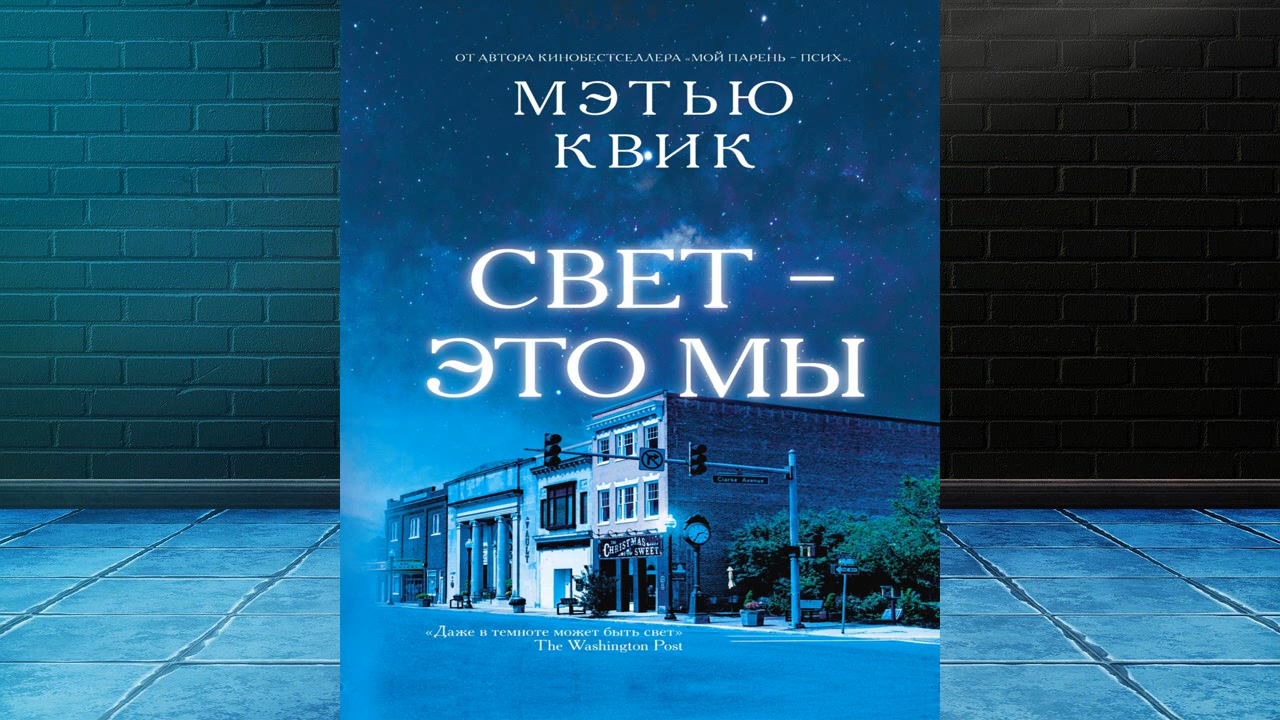 ОТ АВТОРА КИНОБЕСТСЕЛЛЕРА «МОЙ ПАРЕНЬ – ПСИХ».
МЭТЬЮ
КВИК
СВЕТ –
ЭТО МЫ
Clarke Avenue
CHRISTMAS
SWEET
«Даже в темноте может быть свет»
The Washington Post